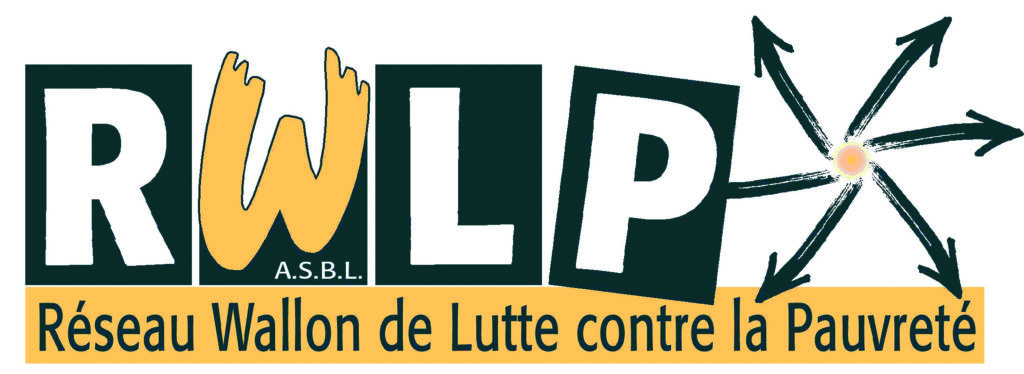 RWLP
A.S.B.L.
Réseau Wallon de Lutte contre la Pauvreté